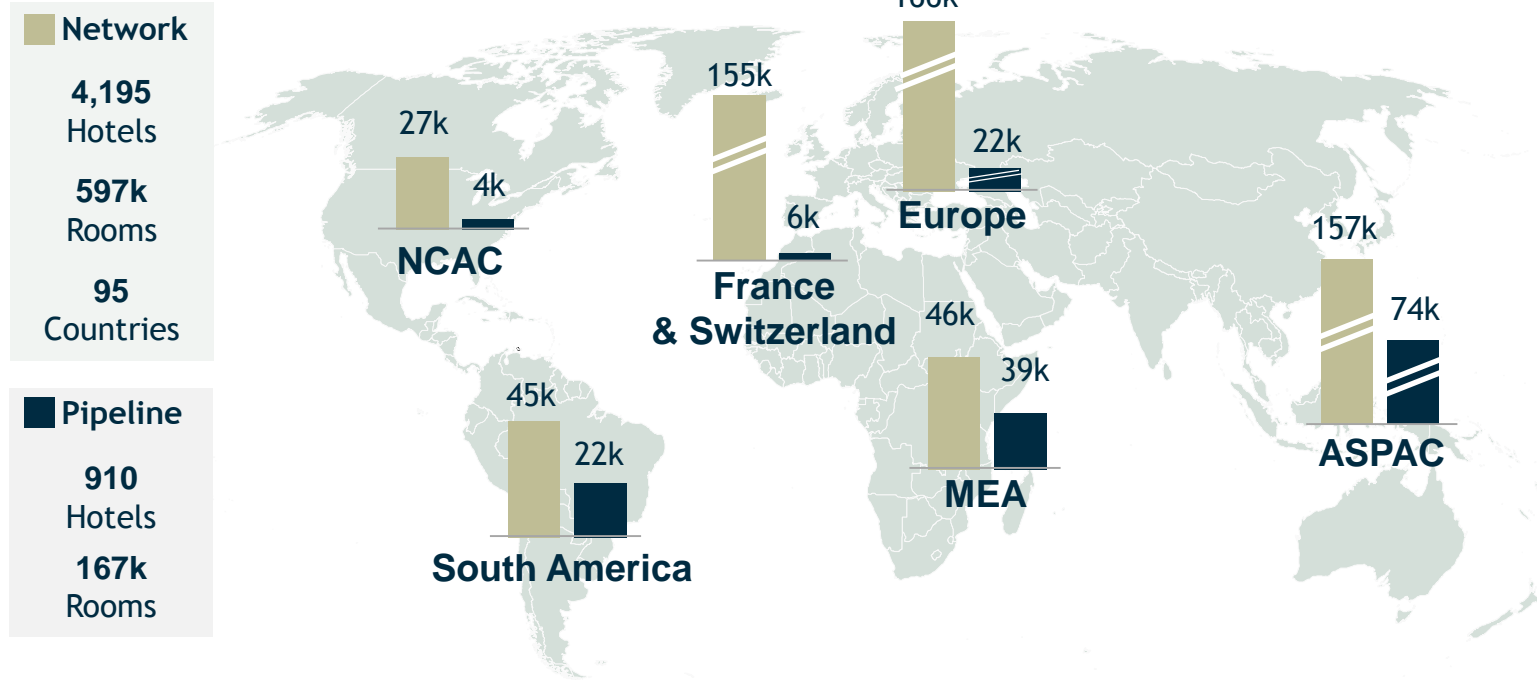 Network
4,195
Hotels
597k
Rooms
95
Countries
Pipeline
910
Hotels
167k
Rooms
27k
4k
NCAC
155k
6k
France
& Switzerland
22k
Europe
157k
74k
ASPAC
46k
39k
MEA
45k
22k
South America